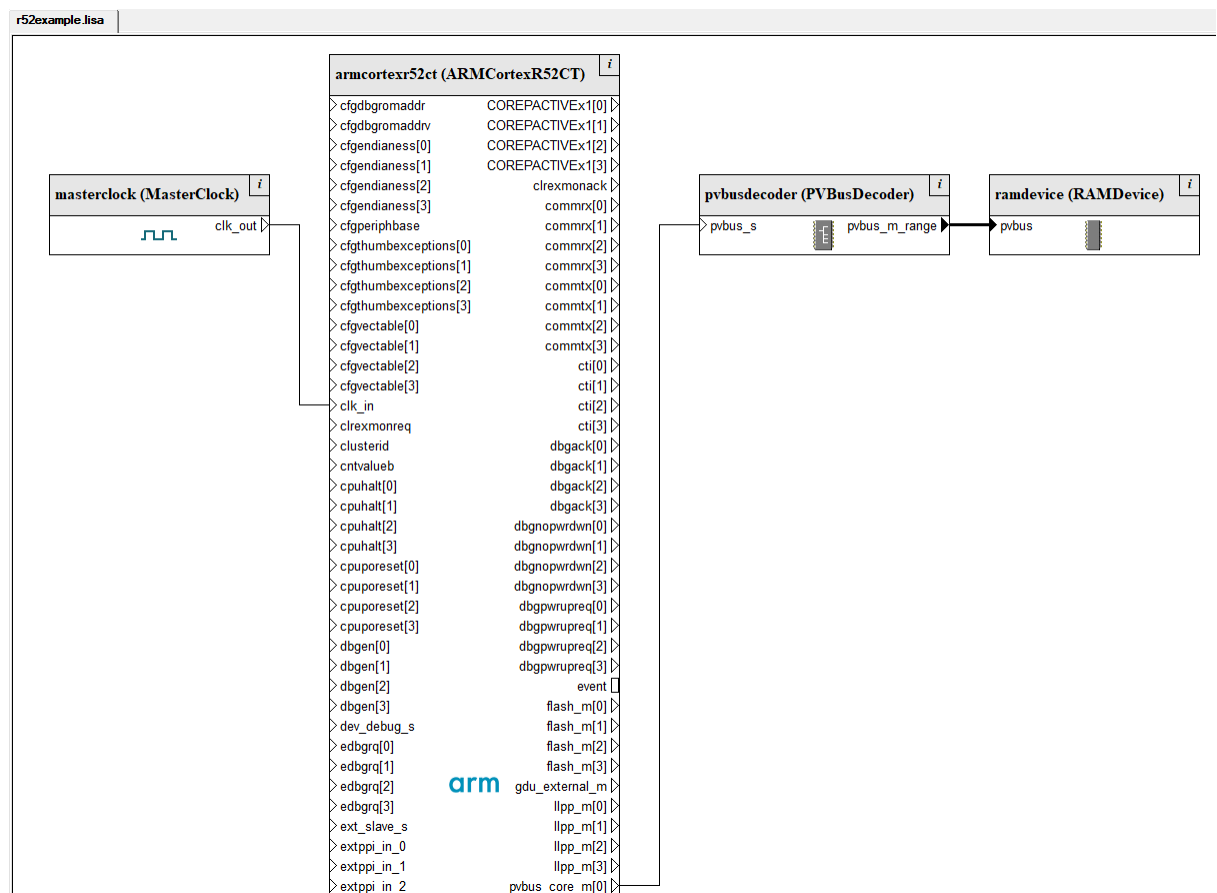 r52example.lisa
armcortexr52ct (ARMCortexR52CT)
i
cfgdbgromaddr
COREPACTIVEx1[0]
cfgdbgromaddrv
COREPACTIVEx1[1]
cfgendianess[0]
COREPACTIVEx1[2]
cfgendianess[1]
COREPACTIVEx1[3]
cfgendianess[2]
clrexmonack
cfgendianess[3]
commrx[0]
cfgperiphbase
commrx[1]
cfgthumbexceptions[0]
commrx[2]
cfgthumbexceptions[1]
commrx[3]
cfgthumbexceptions[2]
commtx[0]
cfgthumbexceptions[3]
commtx[1]
cfgvectable[0]
commtx[2]
cfgvectable[1]
commtx[3]
cfgvectable[2]
cti[0]
cfgvectable[3]
cti[1]
clk_in
cti[2]
clrexmonreq
cti[3]
clusterid
dbgack[0]
cntvalueb
dbgack[1]
cpuhalt[0]
dbgack[2]
cpuhalt[1]
dbgack[3]
cpuhalt[2]
dbgnopwrdwn[0]
cpuhalt[3]
dbgnopwrdwn[1]
cpuporeset[0]
dbgnopwrdwn[2]
cpuporeset[1]
dbgnopwrdwn[3]
cpuporeset[2]
dbgpwrupreq[0]
cpuporeset[3]
dbgpwrupreq[1]
dbgen[0]
dbgpwrupreq[2]
dbgen[1]
dbgpwrupreq[3]
dbgen[2]
event
dbgen[3]
flash_m[0]
dev_debug_s
flash_m[1]
edbgrq[0]
flash_m[2]
edbgrq[1]
flash_m[3]
edbgrq[2]
arm
gdu_external_m
edbgrq[3]
llpp_m[0]
ext_slave_s
llpp_m[1]
extppi_in_0
llpp_m[2]
extppi_in_1
llpp_m[3]
extppi_in_2
pvbus_core_m[0]
masterclock (MasterClock)
i
clk_out
pvbusdecoder (PVBusDecoder)
i
pvbus_s
pvbus_m_range
ramdevice (RAMDevice)
i
pvbus